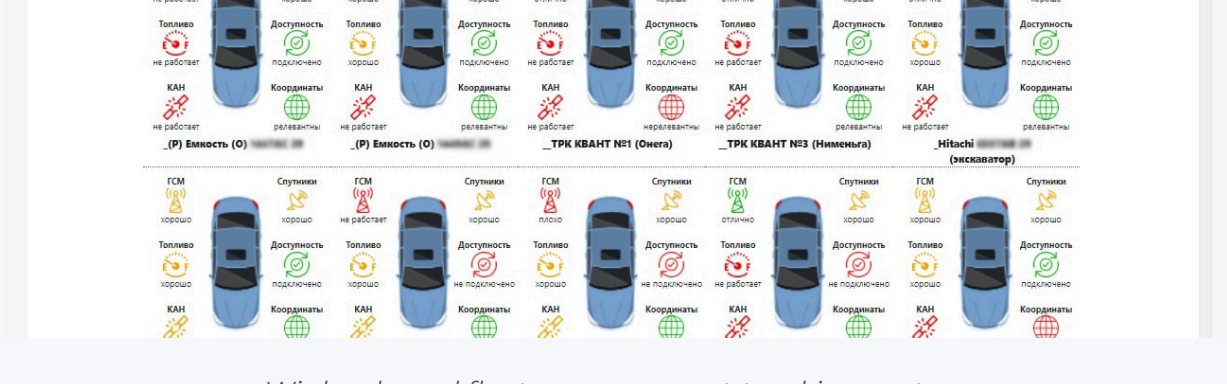 Топливо Доступность Топливо Доступность Топливо Доступность Топливо Доступность Топливо Доступность
не работает подключено хорошо подключено не работает подключено не работает подключено хорошо подключено
КАН Координаты КАН Координаты КАН Координаты КАН Координаты КАН Координаты
не работает релевантны не работает релевантны не работает нерелевантны не работает релевантны не работает релевантны
_(Р) Емкость (О) _(Р) Емкость (О) __ТРК КВАНТ №1 (Онега) __ТРК КВАНТ №3 (Нименьга) _Hitachi
(экскаватор)
ГСМ Спутники ГСМ Спутники ГСМ Спутники ГСМ Спутники ГСМ Спутники
хорошо хорошо не работает хорошо плохо хорошо отлично хорошо хорошо хорошо
Топливо Доступность Топливо Доступность Топливо Доступность Топливо Доступность Топливо Доступность
хорошо подключено хорошо не подключено хорошо не подключено не работает не подключено хорошо подключено
КАН Координаты КАН Координаты КАН Координаты КАН Координаты КАН Координаты